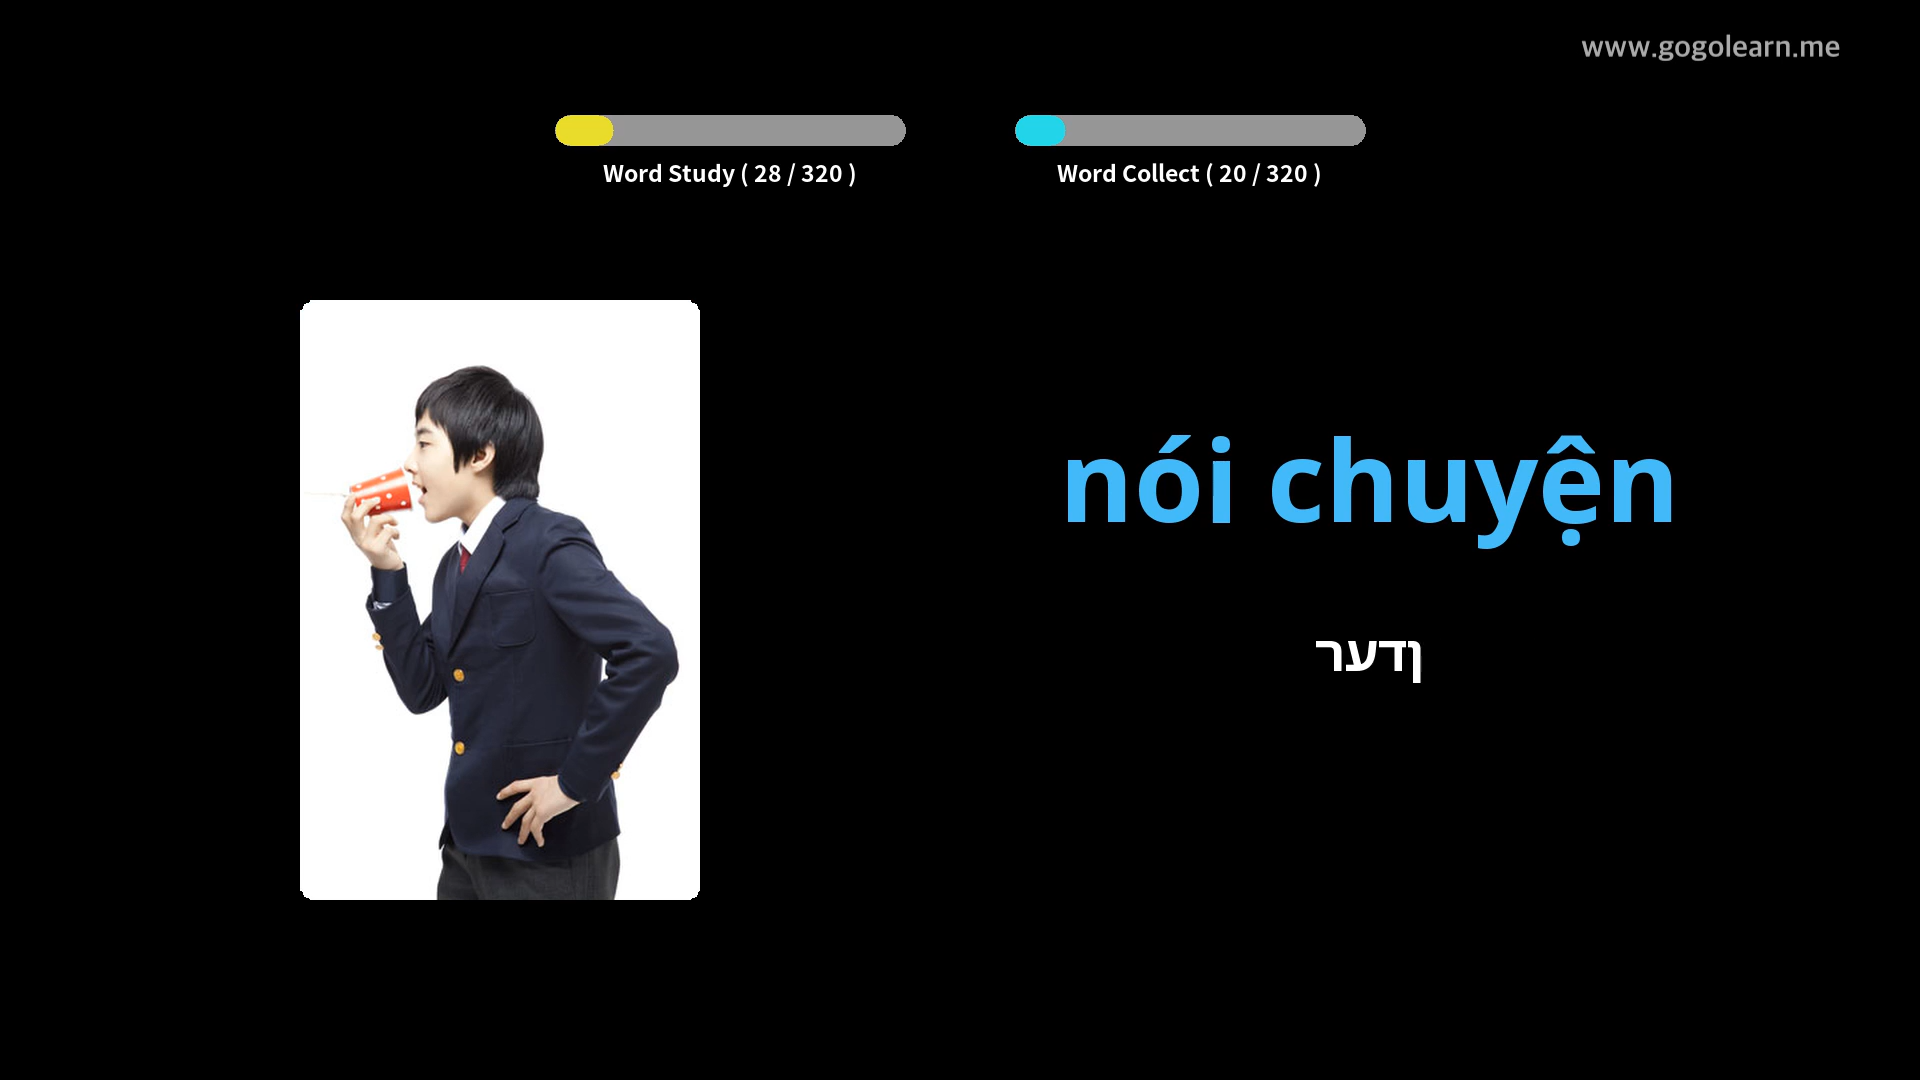 www.gogolearn.me
Word Study ( 28 / 320 )
Word Collect ( 20 / 320 )
nói chuyện
ןדער